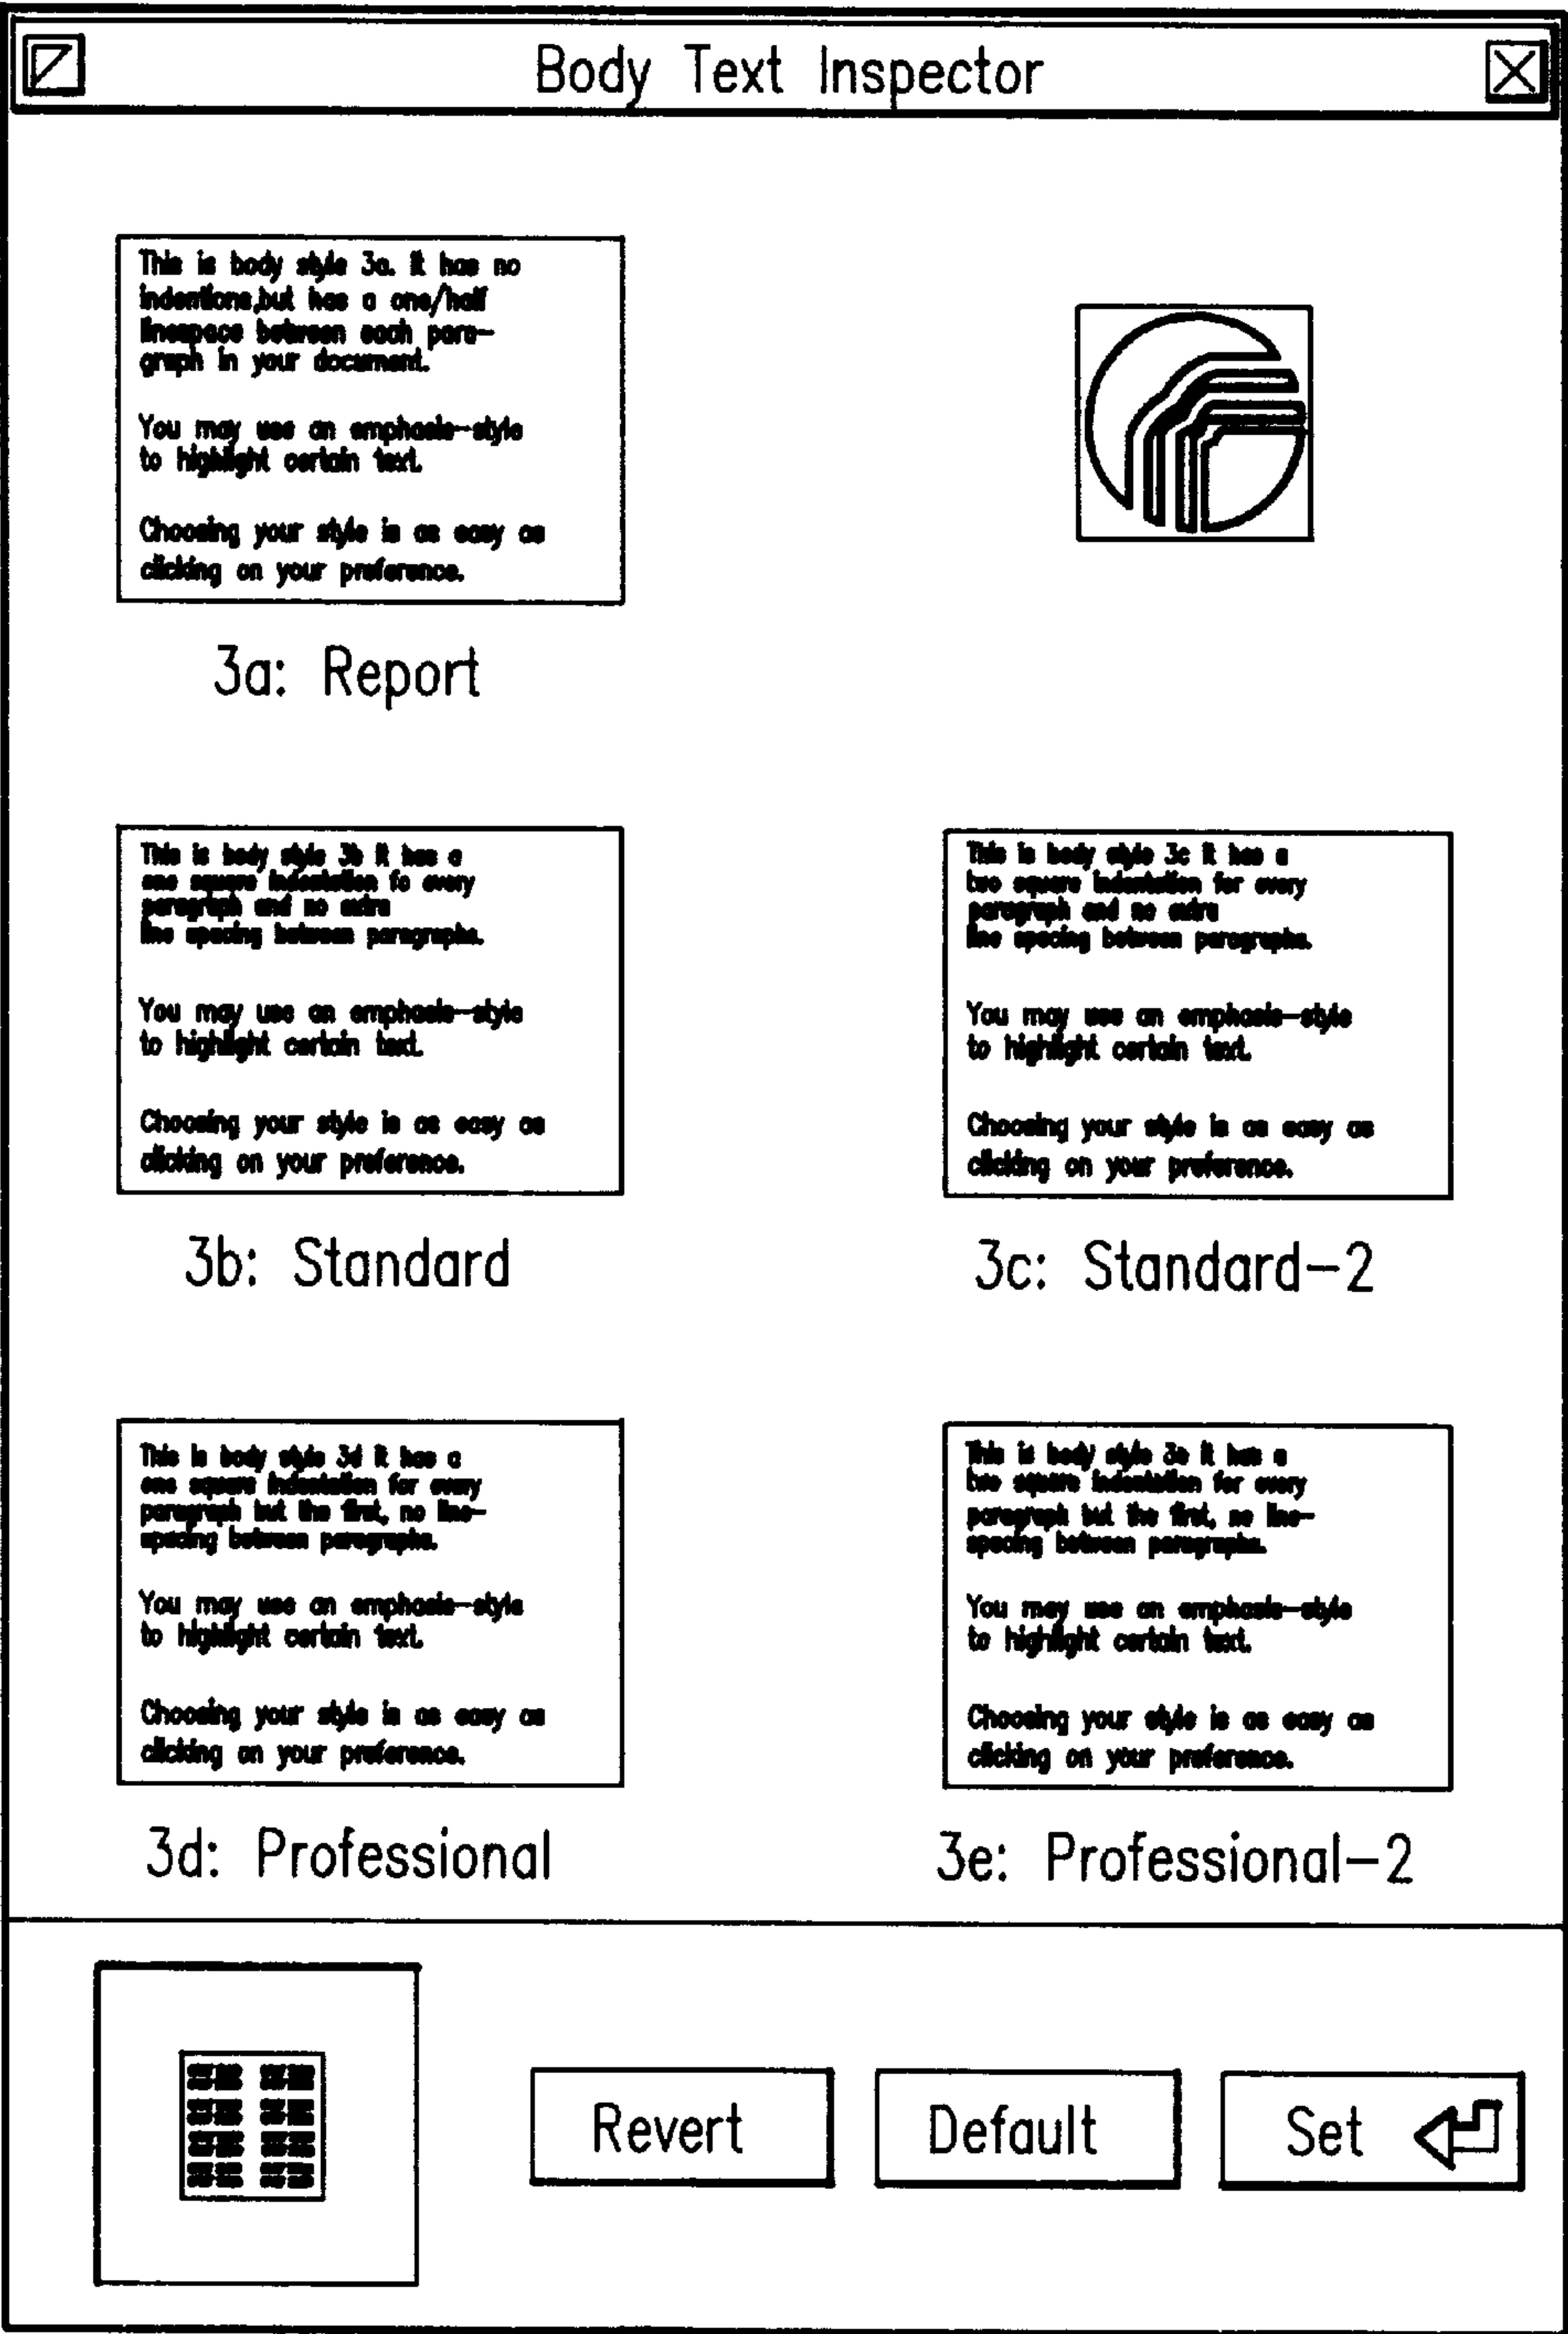 Body Text Inspector
This is body style 3a. It has no
indentions,but has a one/half
linespace between each para-
graph in your document.
You may use an emphasis-style
to highlight certain text.
Choosing your style is as easy as
clicking on your preference.
3a: Report
This is body style 3b It has a
one square indentation fo every
paragraph and no extra
line spacing between paragraphs.
You may use an emphasis-style
to highlight certain text.
Choosing your style is as easy as
clicking on your preference.
3b: Standard
This is body style 3c It has a
two square indentation for every
paragraph and no extra
line spacing between paragraphs.
You may use an emphasis-style
to highlight certain text.
Choosing your style is as easy as
clicking on your preference.
3c: Standard-2
This is body style 3d It has a
one square indentation for every
paragraph but the first, no line-
spacing between paragraphs.
You may use an emphasis-style
to highlight certain text.
Choosing your style is as easy as
clicking on your preference.
3d: Professional
This is body style 3e It has a
two square indentation for every
paragraph but the first, no line-
spacing between paragraphs.
You may use an emphasis-style
to highlight certain text.
Choosing your style is as easy as
clicking on your preference.
3e: Professional-2
Revert
Default
Set